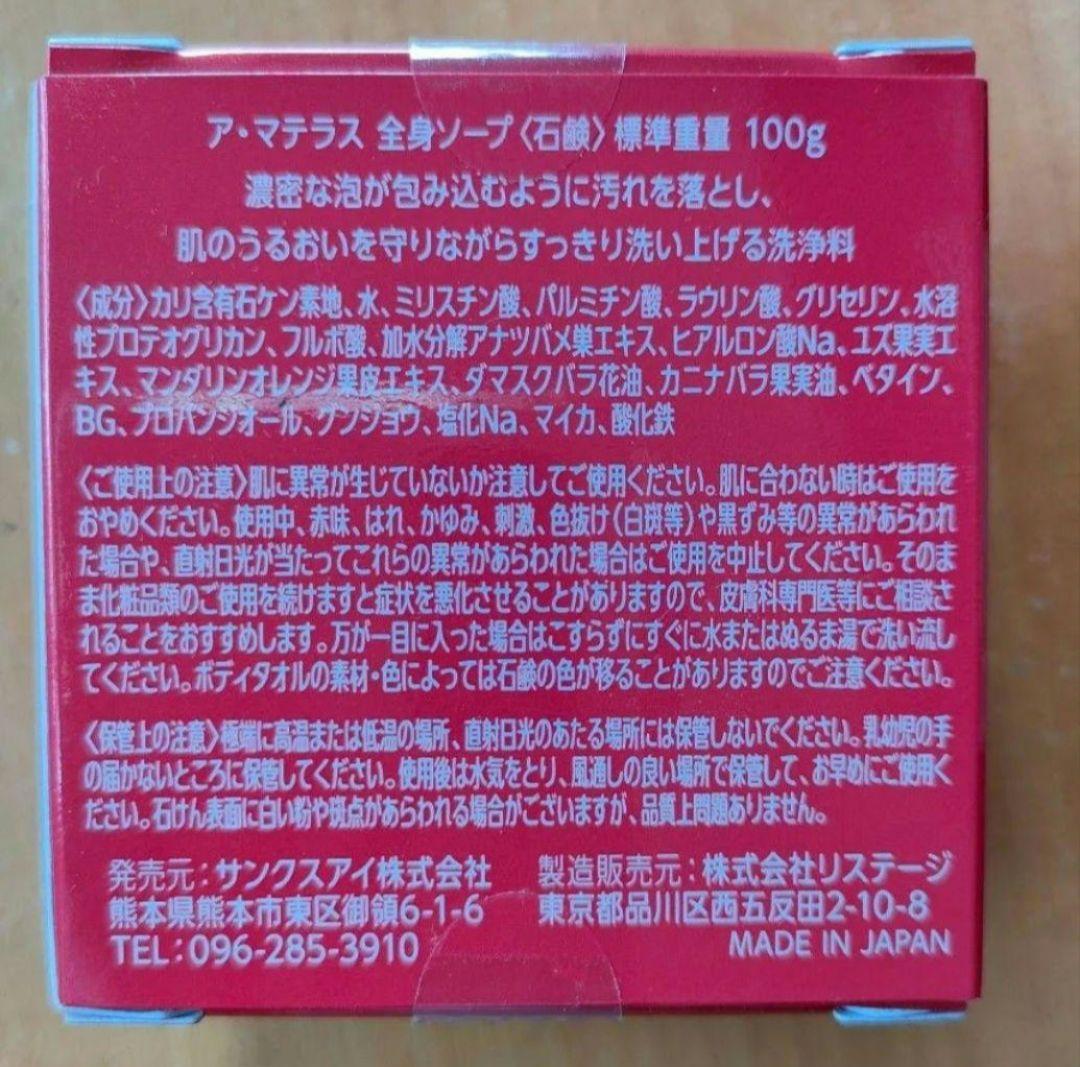 ア・マテラス 全身ソープ〈石鹸〉標準重量 100g
濃密な泡が包み込むように汚れを落とし、
肌のうるおいを守りながらすっきり洗い上げる洗浄料
〈成分〉カリ含有石ケン素地、水、ミリスチン酸、パルミチン酸、ラウリン酸、グリセリン、水溶
性プロテオグリカン、フルボ酸、加水分解アナツバメ巣エキス、ヒアルロン酸Na、ユズ果実エ
キス、マンダリンオレンジ果皮エキス、ダマスクバラ花油、カニナバラ果実油、ベタイン、
BG、プロパンジオール、ゲンジョウ、塩化Na、マイカ、酸化鉄
〈ご使用上の注意〉肌に異常が生じていないか注意してご使用ください。肌に合わない時はご使用を
おやめください。使用中、赤味、はれ、かゆみ、刺激、色抜け(白斑等)や黒ずみ等の異常があらわれ
た場合や、直射日光が当たってこれらの異常があらわれた場合はご使用を中止してください。そのま
ま化粧品類のご使用を続けますと症状を悪化させることがありますので、皮膚科専門医等にご相談さ
れることをおすすめします。万が一目に入った場合はこすらずにすぐに水またはぬるま湯で洗い流し
てください。ボディタオルの素材・色によっては石鹸の色が移ることがありますのでご注意ください。
〈保管上の注意〉極端に高温または低温の場所、直射日光のあたる場所には保管しないでください。乳幼児の手
の届かないところに保管してください。使用後は水気をとり、風通しの良い場所で保管して、お早めにご使用く
ださい。石けん表面に白い粉や斑点があらわれる場合がございますが、品質上問題ありません。
発売元：サンクスアイ株式会社
熊本県熊本市東区御領6-1-6
TEL：096-285-3910
製造販売元：株式会社リステージ
東京都品川区西五反田2-10-8
MADE IN JAPAN